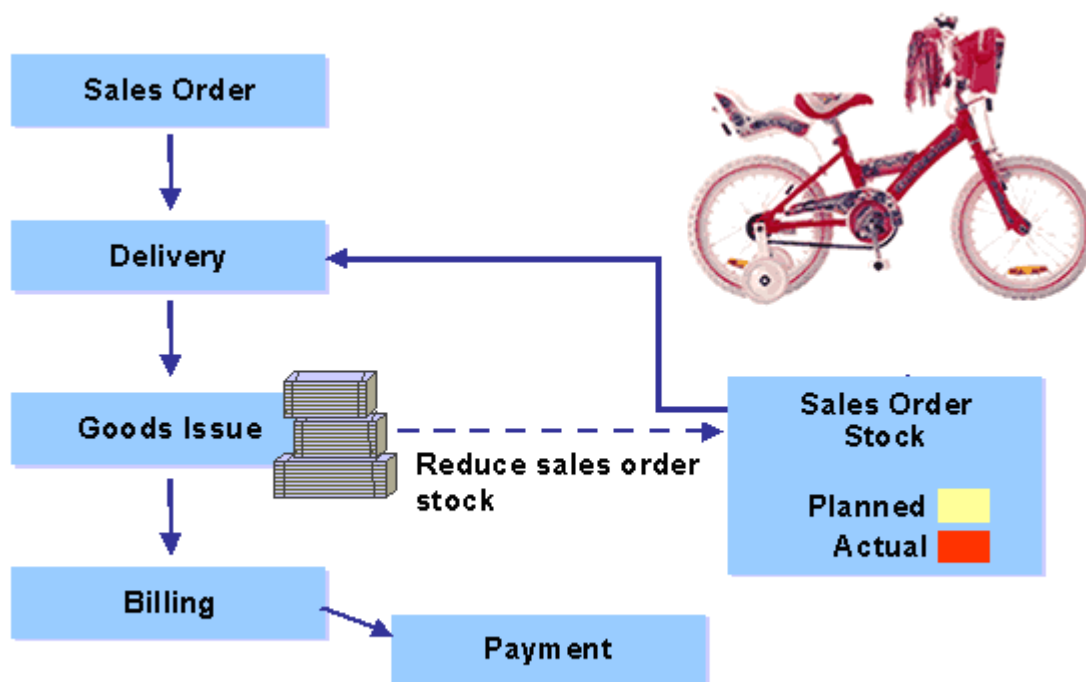 Sales Order
Delivery
Goods Issue
Reduce sales order
stock
Sales Order
Stock
Planned
Actual
Billing
Payment